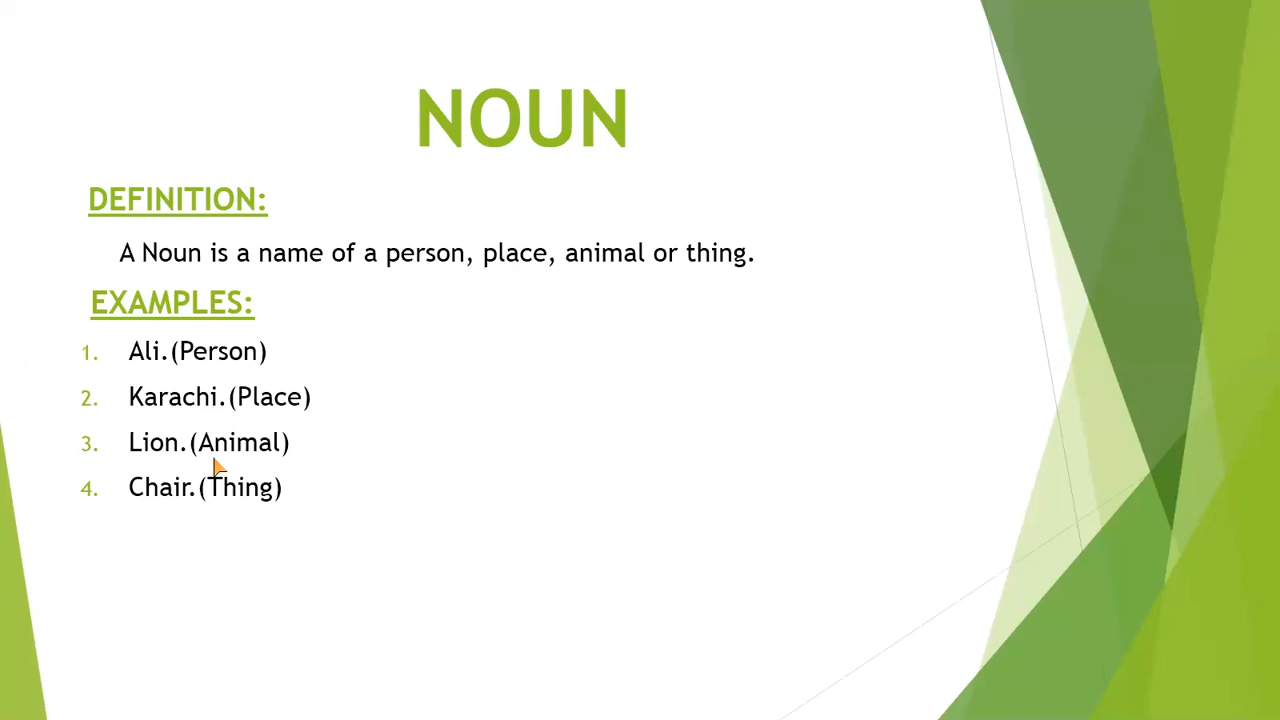 NOUN
DEFINITION:
A Noun is a name of a person, place, animal or thing.
EXAMPLES:
1. Ali.(Person)
2. Karachi.(Place)
3. Lion.(Animal)
4. Chair.(Thing)